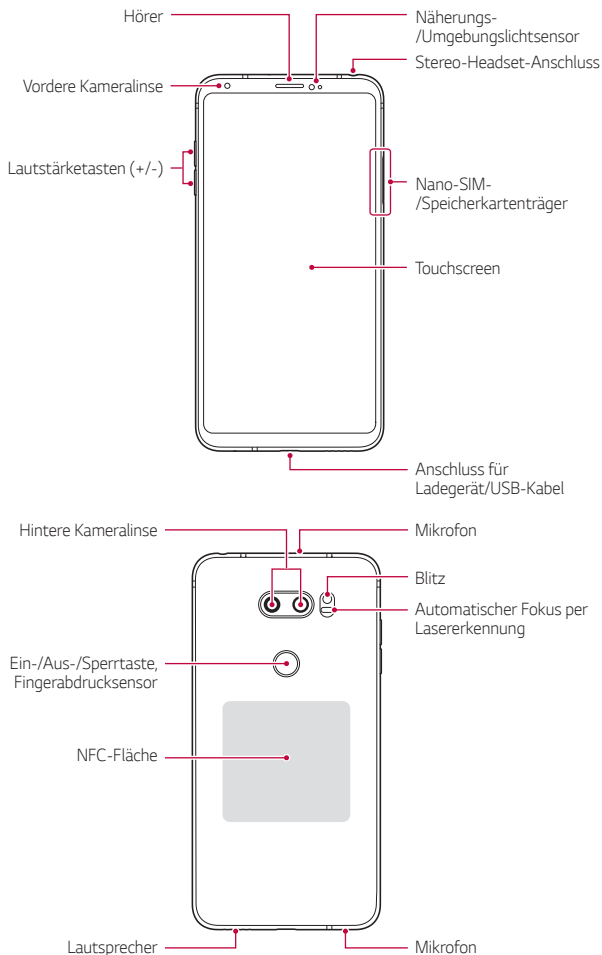 Hörer
Näherungs-
/Umgebungslichtsensor
Stereo-Headset-Anschluss
Vordere Kameralinse
Lautstärketasten (+/-)
Nano-SIM-
/Speicherkartenträger
Touchscreen
Anschluss für
Ladegerät/USB-Kabel
Hintere Kameralinse
Mikrofon
Blitz
Automatischer Fokus per
Lasererkennung
Ein-/Aus-/Sperrtaste,
Fingerabdrucksensor
NFC-Fläche
Lautsprecher
Mikrofon